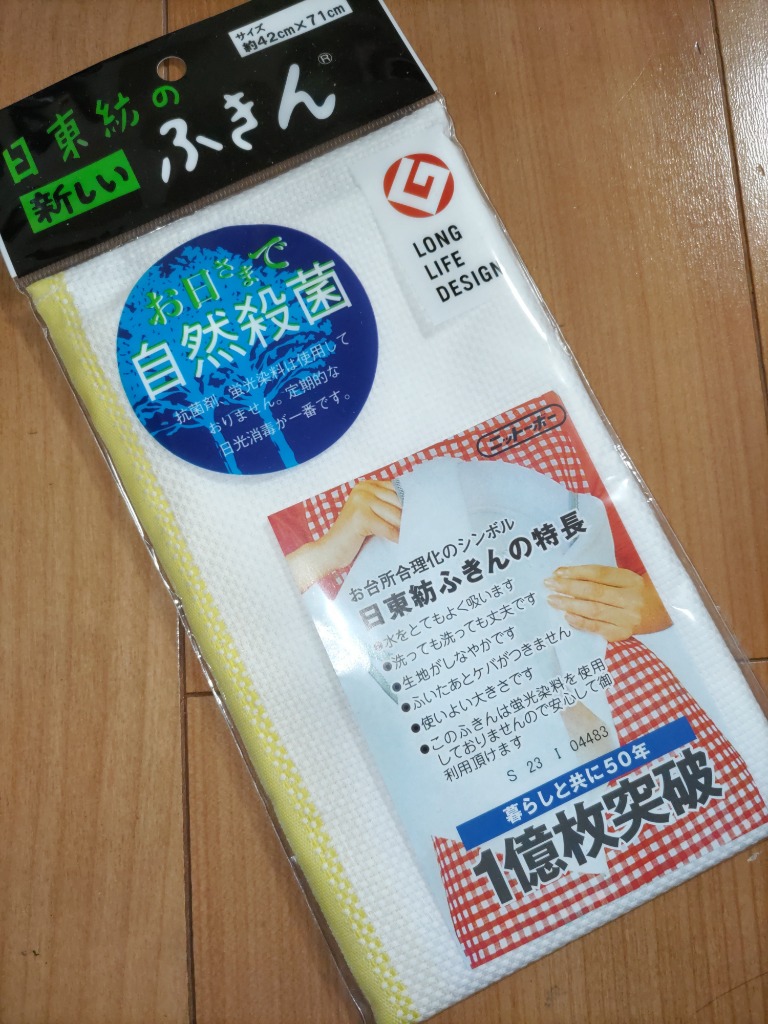 サイズ
約42cm×71cm
日東紡の
新しい
ふきん®
LONG
LIFE
DESIGN
お日さまで
自然殺菌
抗菌剤、蛍光染料は使用して
おりません。定期的な
日光消毒が一番です。
ニットーボー
お台所合理化のシンボル
日東紡ふきんの特長
●水をとてもよく吸います
●洗っても洗っても丈夫です
●生地がしなやかです
●ふいたあとケバがつきません
●使いよい大きさです
●このふきんは蛍光染料を使用
しておりませんので安心して御
利用頂けます
S 23 1 04483
暮らしと共に50年
1億枚突破